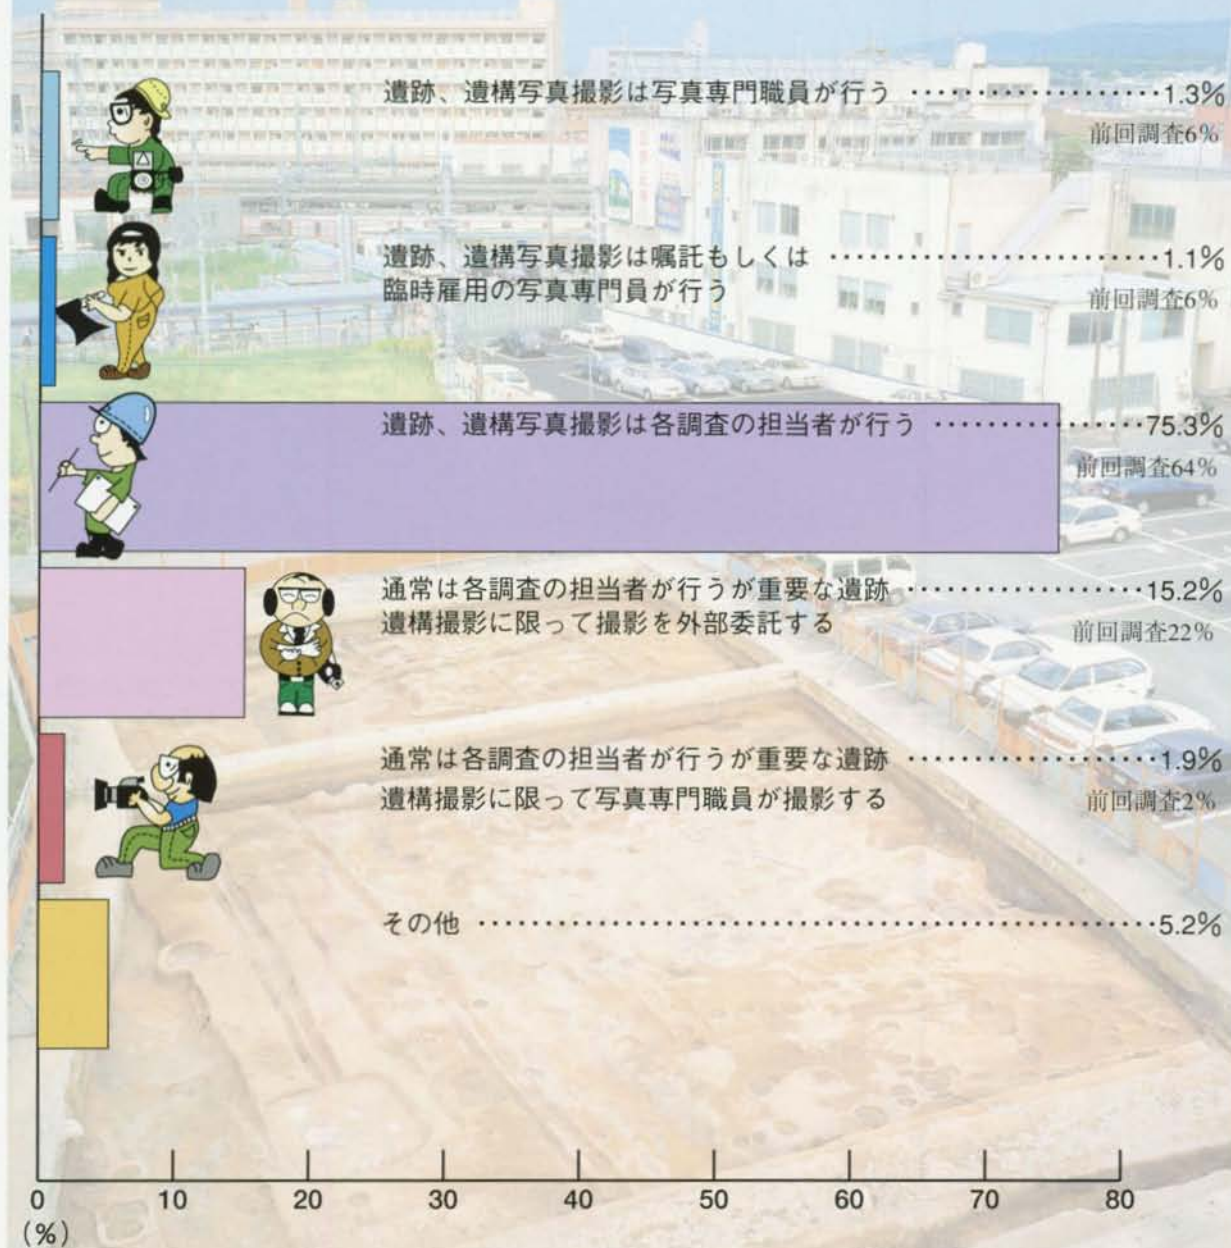 遺跡、遺構写真撮影は写真専門職員が行う ‥‥‥‥‥‥‥‥‥1.3%
前回調査6%
遺跡、遺構写真撮影は嘱託もしくは ‥‥‥‥‥‥‥‥‥‥‥1.1%
臨時雇用の写真専門員が行う
前回調査6%
遺跡、遺構写真撮影は各調査の担当者が行う ‥‥‥‥‥‥‥75.3%
前回調査64%
通常は各調査の担当者が行うが重要な遺跡 ‥‥‥‥‥‥‥‥15.2%
遺構撮影に限って撮影を外部委託する
前回調査22%
通常は各調査の担当者が行うが重要な遺跡 ‥‥‥‥‥‥‥‥1.9%
遺構撮影に限って写真専門職員が撮影する
前回調査2%
その他 ‥‥‥‥‥‥‥‥‥‥‥‥‥‥‥‥‥‥‥‥‥‥5.2%
0 10 20 30 40 50 60 70 80
(%)